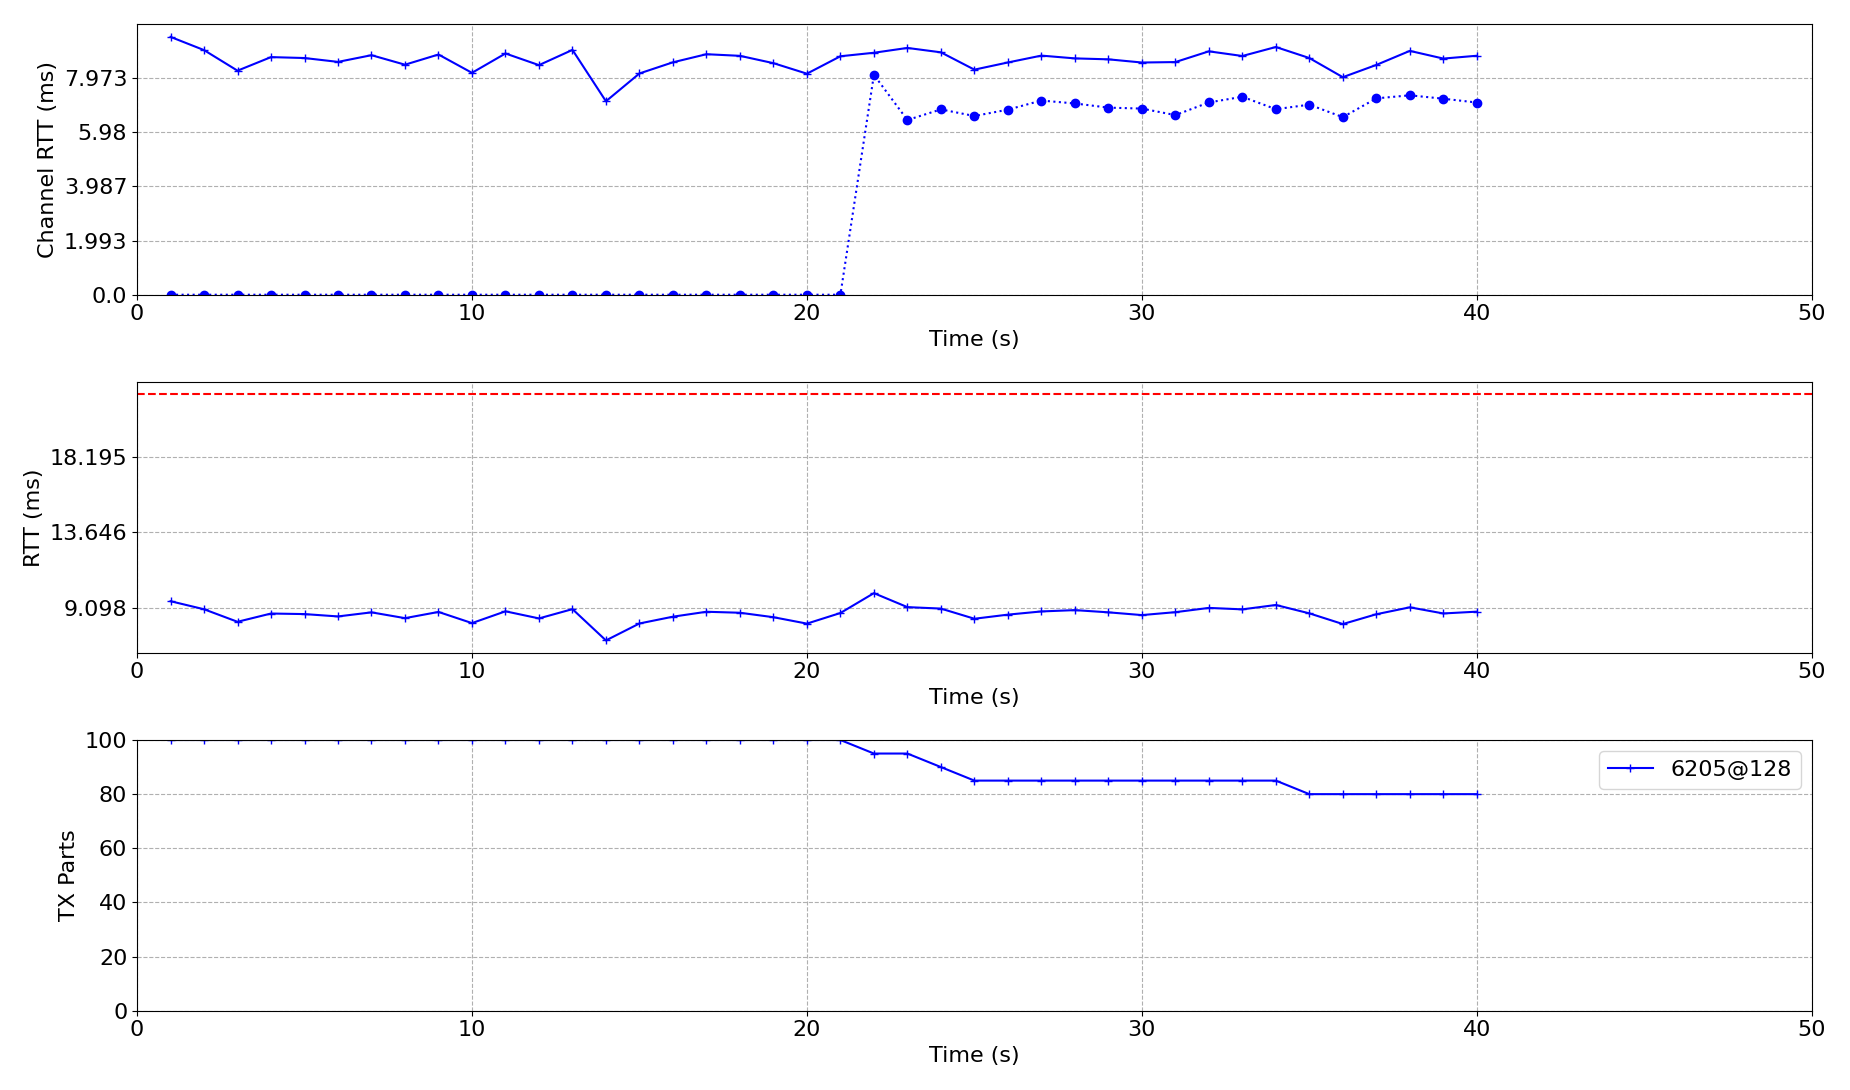 Channel RTT (ms)
7.973
5.98
3.987
1.993
0.0
0 10 20 30 40 50
Time (s)
RTT (ms)
18.195
13.646
9.098
0 10 20 30 40 50
Time (s)
TX Parts
100
80
60
40
20
0
6205@128
0 10 20 30 40 50
Time (s)